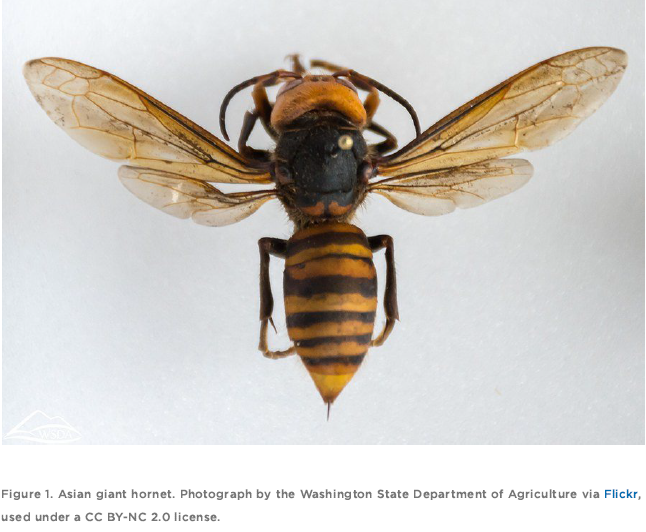 WSDA
Figure 1. Asian giant hornet. Photograph by the Washington State Department of Agriculture via Flickr,
used under a CC BY-NC 2.0 license.